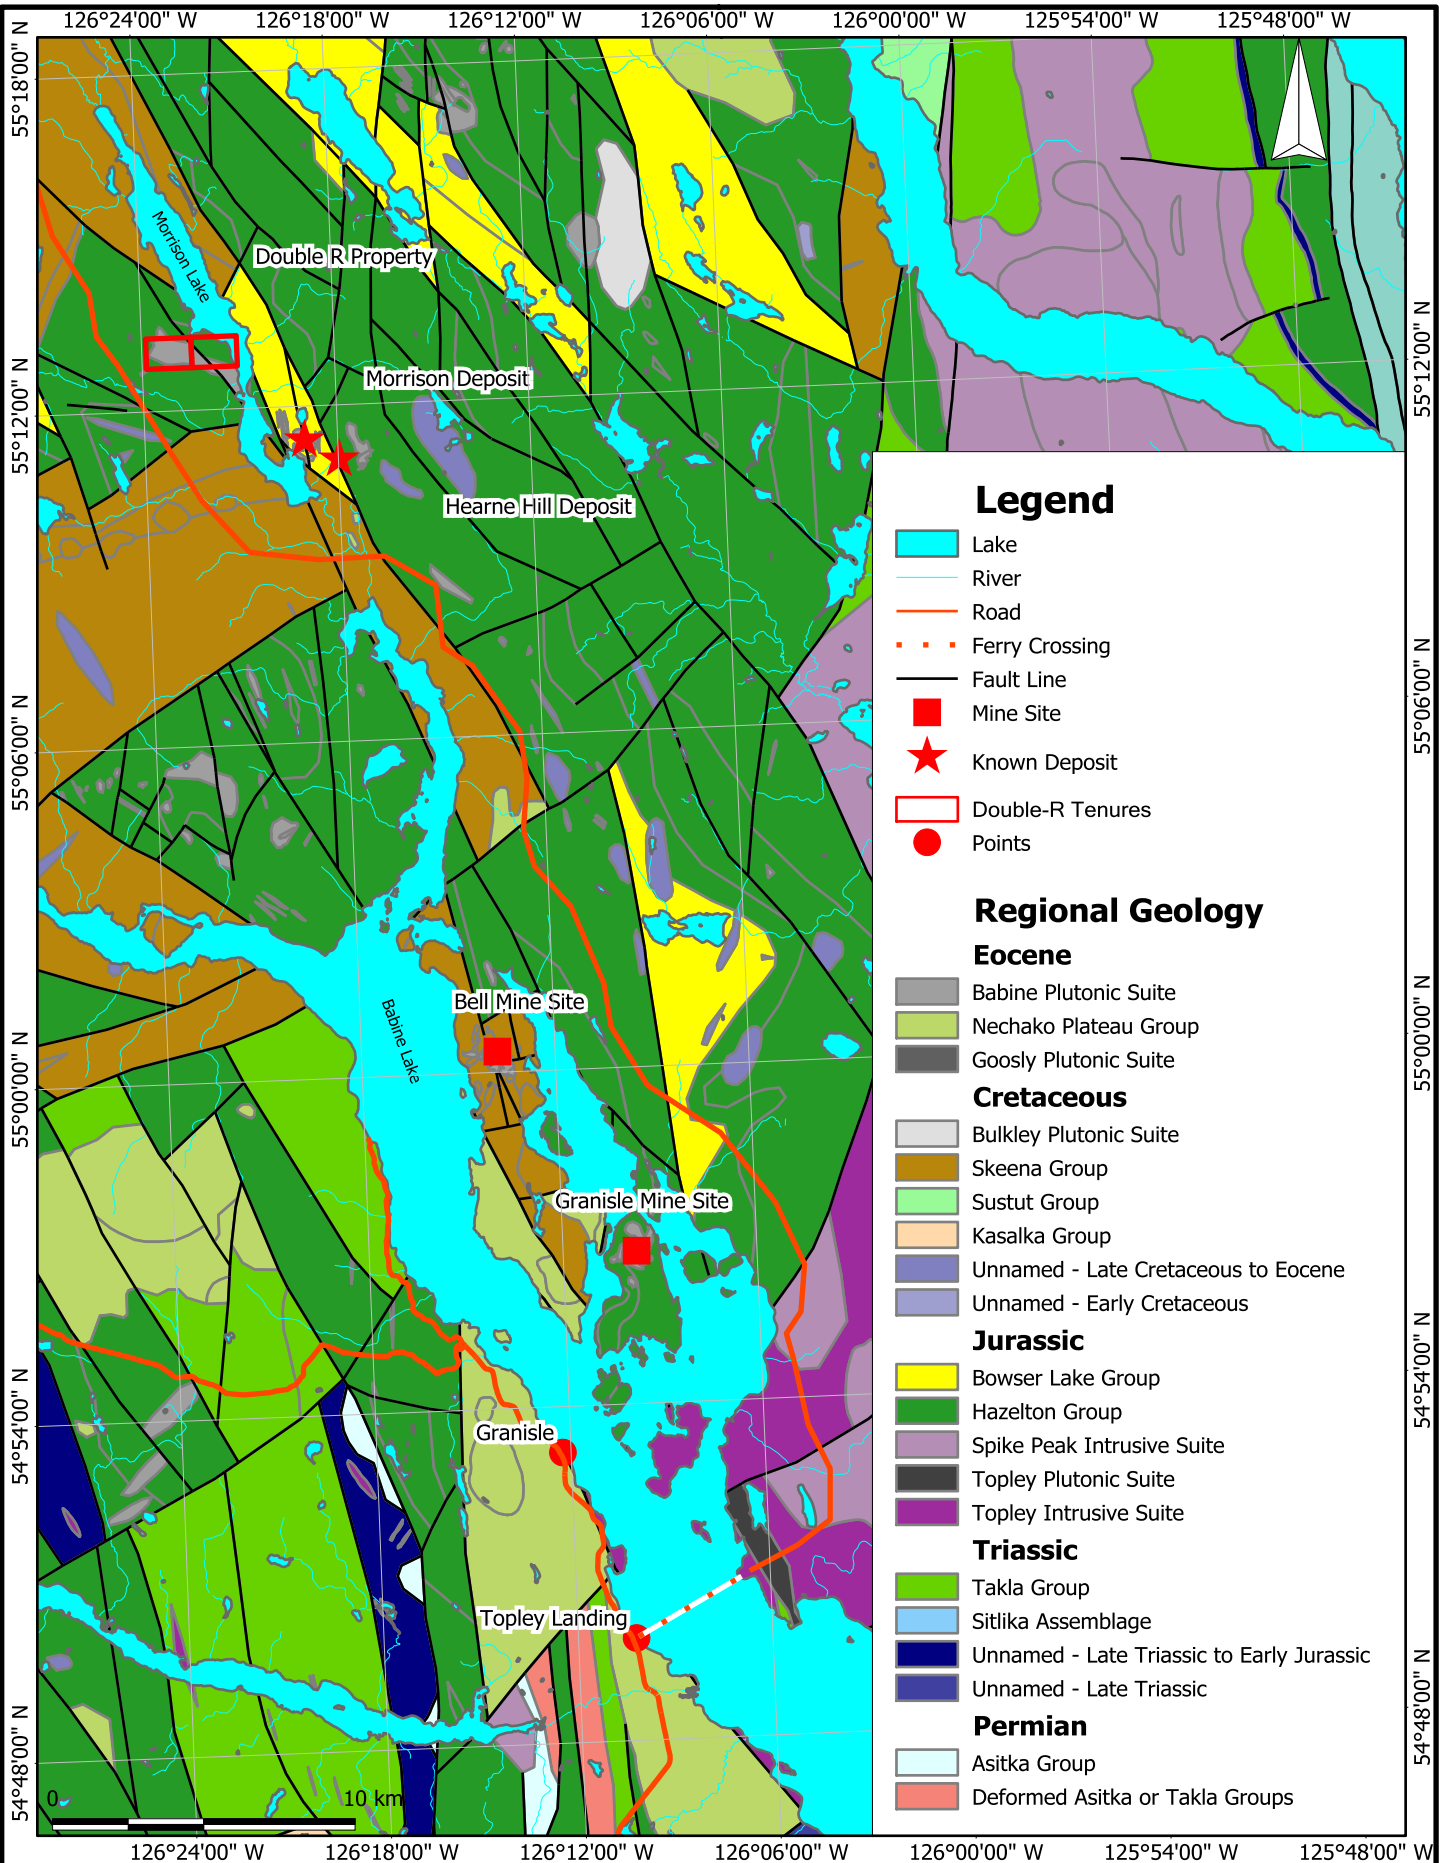 126°24'00" W 126°18'00" W 126°12'00" W 126°06'00" W 126°00'00" W 125°54'00" W 125°48'00" W
55°18'00" N
55°12'00" N
55°06'00" N
55°00'00" N
54°54'00" N
54°48'00" N
55°12'00" N
55°06'00" N
55°00'00" N
54°54'00" N
54°48'00" N
Morrison Lake
Double R Property
Morrison Deposit
Hearne Hill Deposit
Babine Lake
Bell Mine Site
Granisle Mine Site
Granisle
Topley Landing
0 10 km
Legend
Lake
River
Road
Ferry Crossing
Fault Line
Mine Site
Known Deposit
Double-R Tenures
Points
Regional Geology
Eocene
Babine Plutonic Suite
Nechako Plateau Group
Goosly Plutonic Suite
Cretaceous
Bulkley Plutonic Suite
Skeena Group
Sustut Group
Kasalka Group
Unnamed - Late Cretaceous to Eocene
Unnamed - Early Cretaceous
Jurassic
Bowser Lake Group
Hazelton Group
Spike Peak Intrusive Suite
Topley Plutonic Suite
Topley Intrusive Suite
Triassic
Takla Group
Sitlika Assemblage
Unnamed - Late Triassic to Early Jurassic
Unnamed - Late Triassic
Permian
Asitka Group
Deformed Asitka or Takla Groups
126°24'00" W 126°18'00" W 126°12'00" W 126°06'00" W 126°00'00" W 125°54'00" W 125°48'00" W